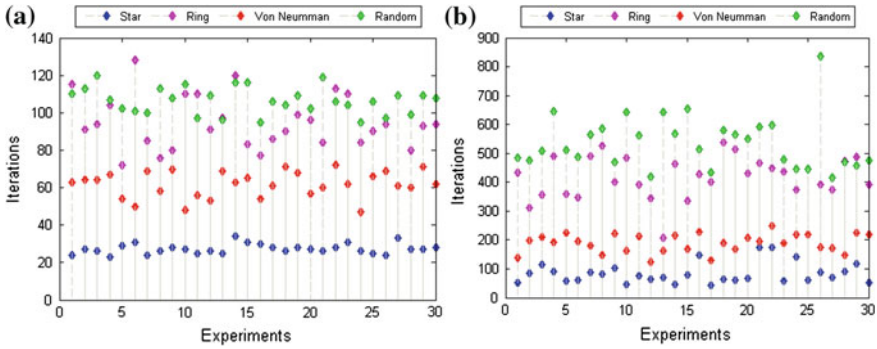 (a)
Star Ring Von Neumman Random
140
120
100
80
60
40
20
0
Iterations
0 5 10 15 20 25 30
Experiments
(b)
Star Ring Von Neumman Random
900
800
700
600
500
400
300
200
100
0
Iterations
0 5 10 15 20 25 30
Experiments